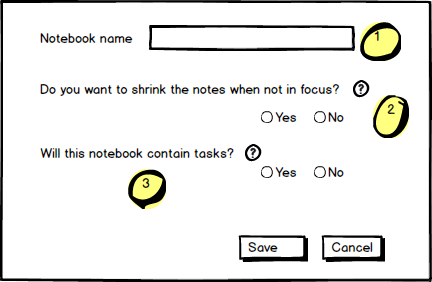 Notebook name
1
Do you want to shrink the notes when not in focus? ?
2
Yes No
Will this notebook contain tasks? ?
Yes No
3
Save Cancel